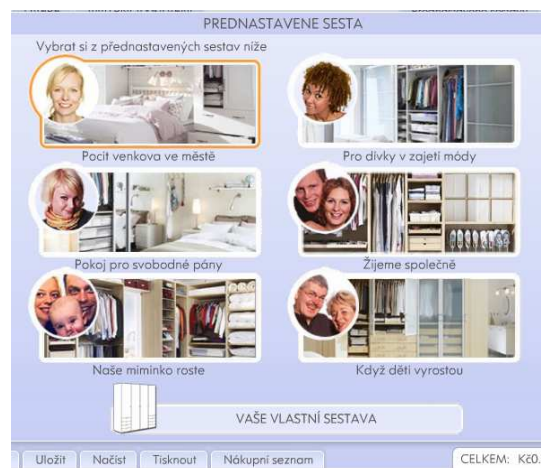 PREDNASTAVENE SESTA
Vybrat si z přednastavených sestav níže
Pocit venkova ve městě
Pro dívky v zajetí módy
Pokoj pro svobodné pány
Žijeme společně
Naše miminko roste
Když děti vyrostou
VAŠE VLASTNÍ SESTAVA
Uložit Načíst Tisknout Nákupní seznam CELKEM: Kč0.